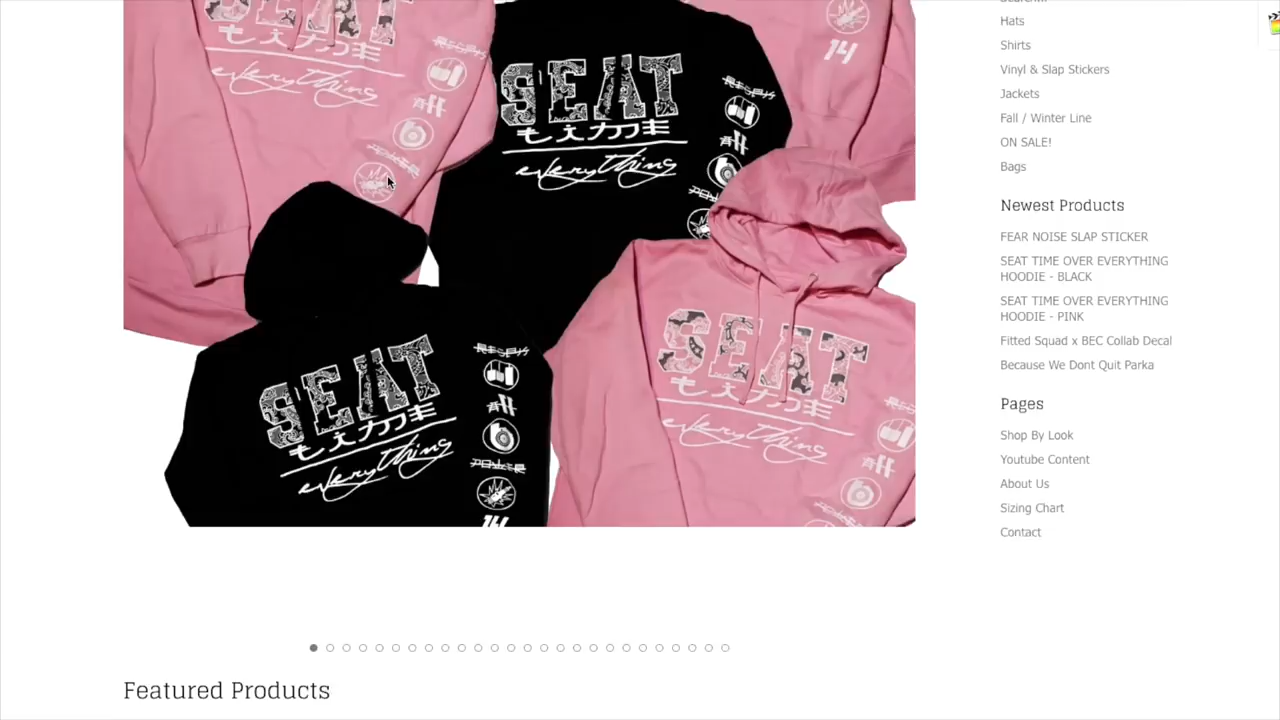 SEAT
everything
14
SEAT
everything
SEAT
everything
SEAT
everything
Hats
Shirts
Vinyl & Slap Stickers
Jackets
Fall / Winter Line
ON SALE!
Bags
Newest Products
FEAR NOISE SLAP STICKER
SEAT TIME OVER EVERYTHING
HOODIE - BLACK
SEAT TIME OVER EVERYTHING
HOODIE - PINK
Fitted Squad x BEC Collab Decal
Because We Dont Quit Parka
Pages
Shop By Look
Youtube Content
About Us
Sizing Chart
Contact
Featured Products